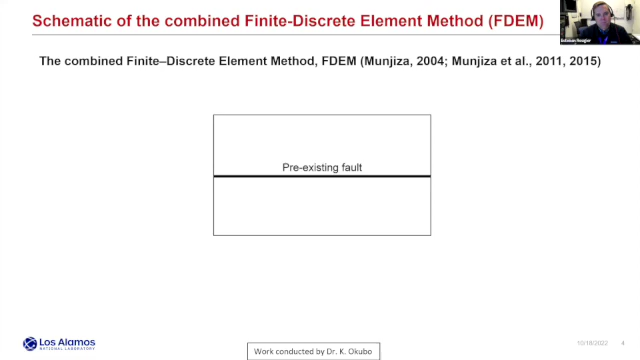 Schematic of the combined Finite-Discrete Element Method (FDEM)
Esteban Rougier
The combined Finite–Discrete Element Method, FDEM (Munjiza, 2004; Munjiza et al., 2011, 2015)
Pre-existing fault
Los Alamos
NATIONAL LABORATORY
Work conducted by Dr. K. Okubo
10/18/2022 4